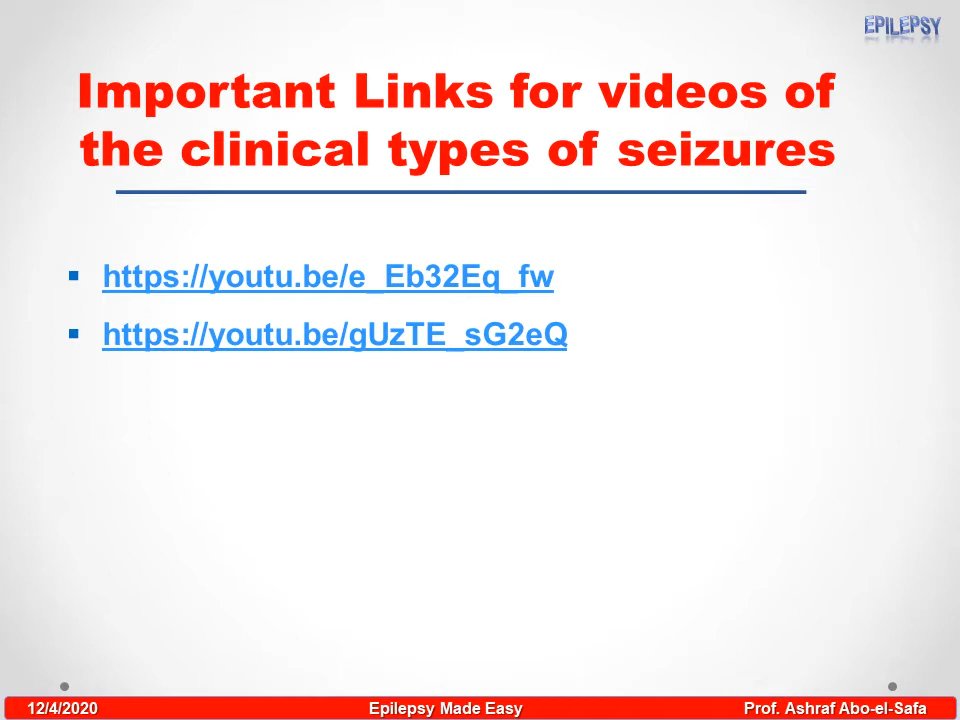 EPILEPSY
Important Links for videos of
the clinical types of seizures
https://youtu.be/e_Eb32Eq_fw
https://youtu.be/gUzTE_sG2eQ
12/4/2020 Epilepsy Made Easy Prof. Ashraf Abo-el-Safa